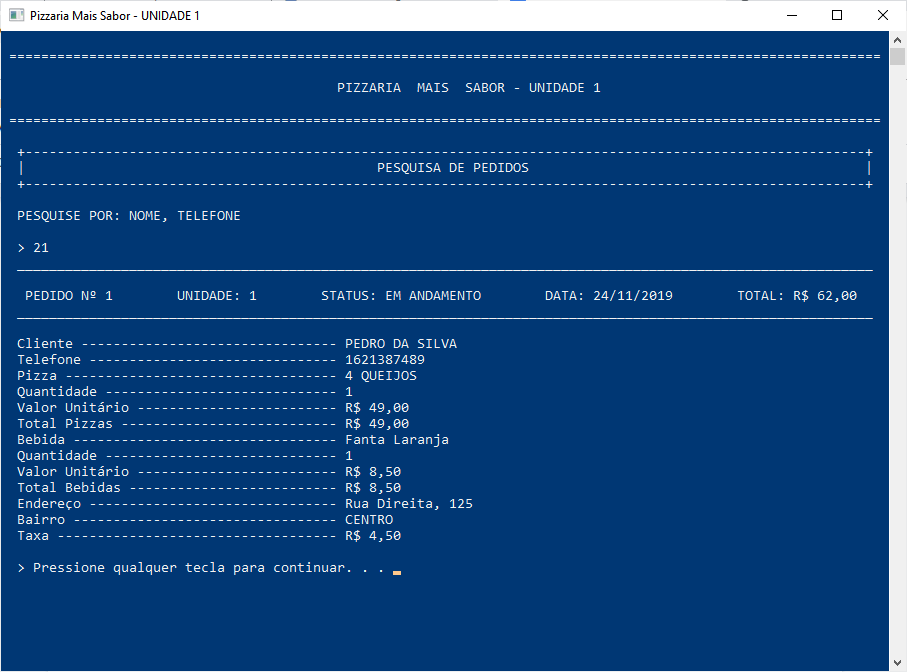 Pizzaria Mais Sabor - UNIDADE 1
=============================================================================================================
PIZZARIA  MAIS  SABOR - UNIDADE 1
=============================================================================================================
+---------------------------------------------------------------------------------------------------------+
|                                            PESQUISA DE PEDIDOS                                          |
+---------------------------------------------------------------------------------------------------------+
PESQUISE POR: NOME, TELEFONE
> 21
___________________________________________________________________________________________________________
PEDIDO Nº 1        UNIDADE: 1        STATUS: EM ANDAMENTO        DATA: 24/11/2019        TOTAL: R$ 62,00
___________________________________________________________________________________________________________
Cliente -------------------------------- PEDRO DA SILVA
Telefone ------------------------------- 1621387489
Pizza ---------------------------------- 4 QUEIJOS
Quantidade ----------------------------- 1
Valor Unitário ------------------------- R$ 49,00
Total Pizzas --------------------------- R$ 49,00
Bebida --------------------------------- Fanta Laranja
Quantidade ----------------------------- 1
Valor Unitário ------------------------- R$ 8,50
Total Bebidas -------------------------- R$ 8,50
Endereço ------------------------------- Rua Direita, 125
Bairro --------------------------------- CENTRO
Taxa ----------------------------------- R$ 4,50
> Pressione qualquer tecla para continuar. . . _